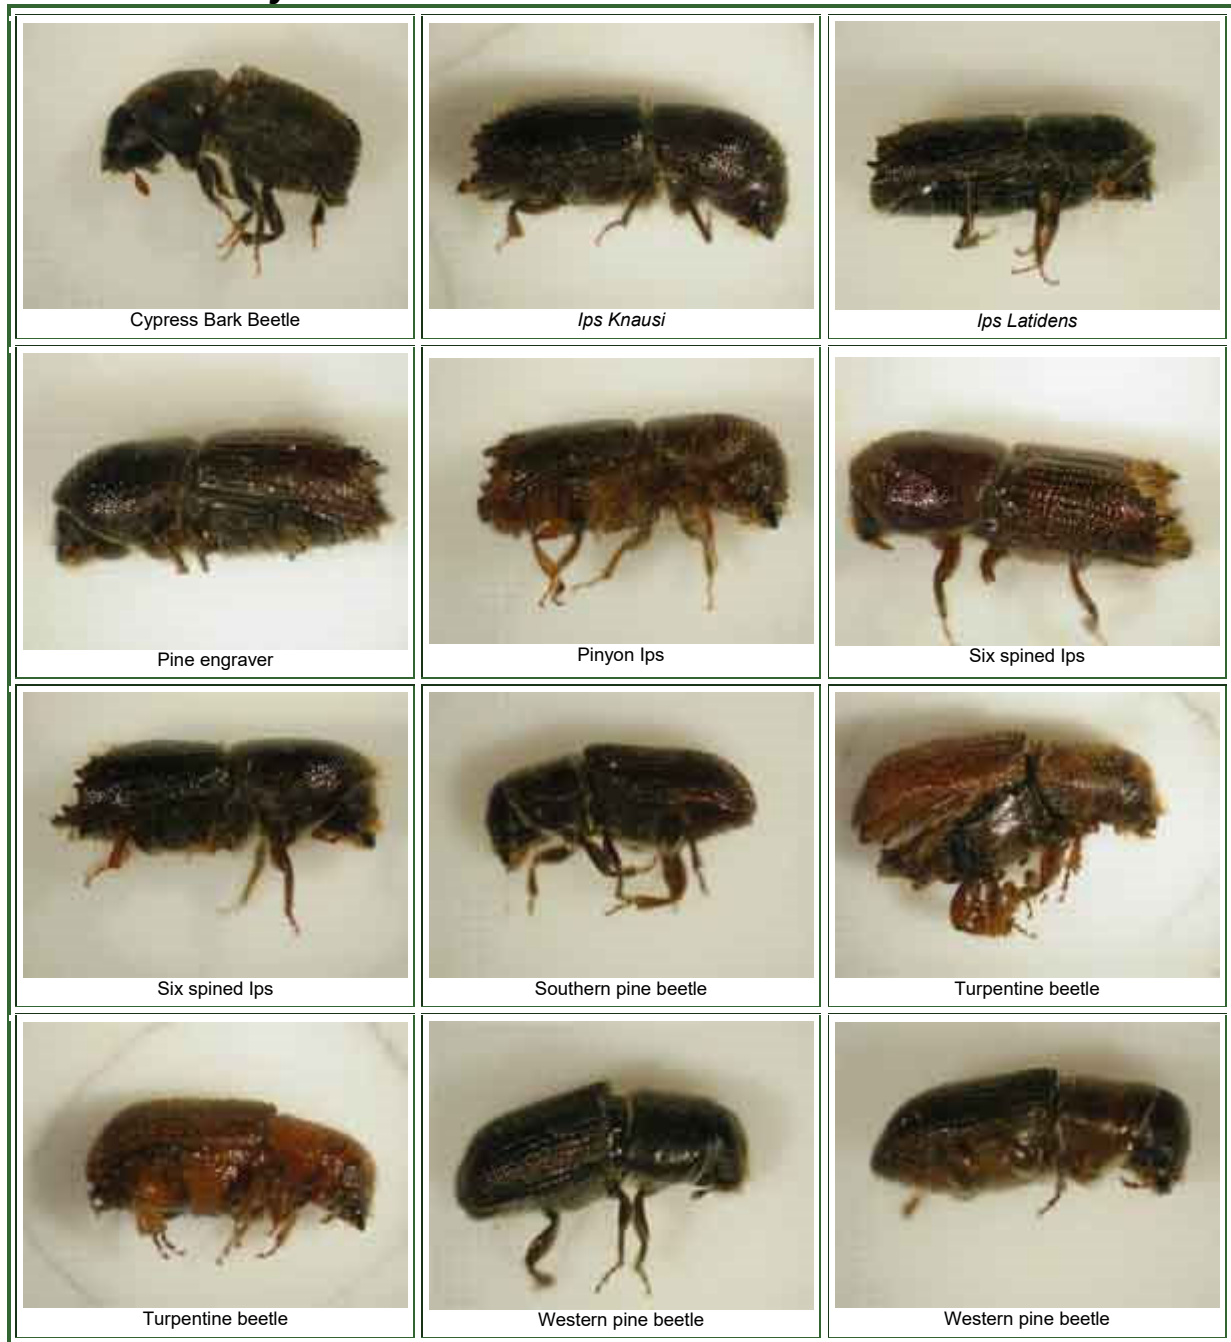 Cypress Bark Beetle
Ips Knausi
Ips Latidens
Pine engraver
Pinyon Ips
Six spined Ips
Six spined Ips
Southern pine beetle
Turpentine beetle
Turpentine beetle
Western pine beetle
Western pine beetle